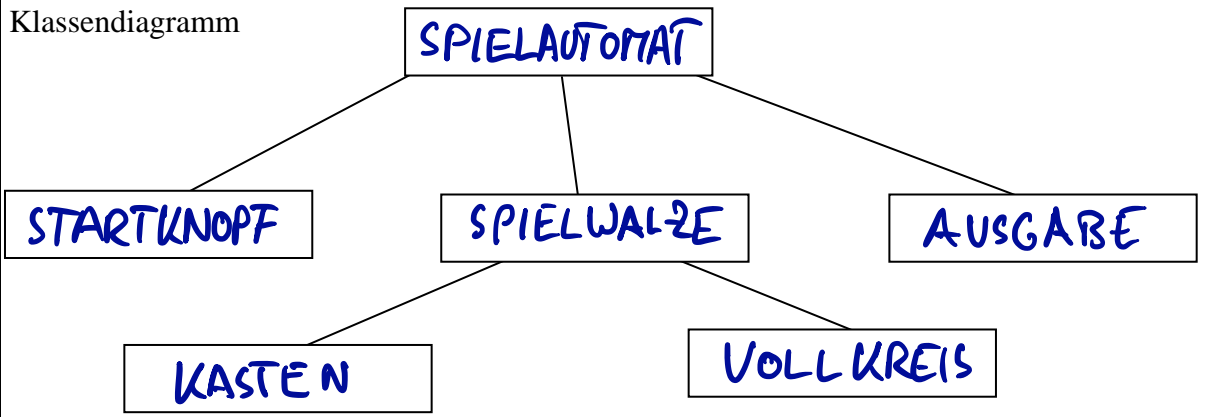 Klassendiagramm
SPIELAUTOMAT
STARTKNOPF
SPIELWALZE
AUSGABE
KASTEN
VOLLKREIS